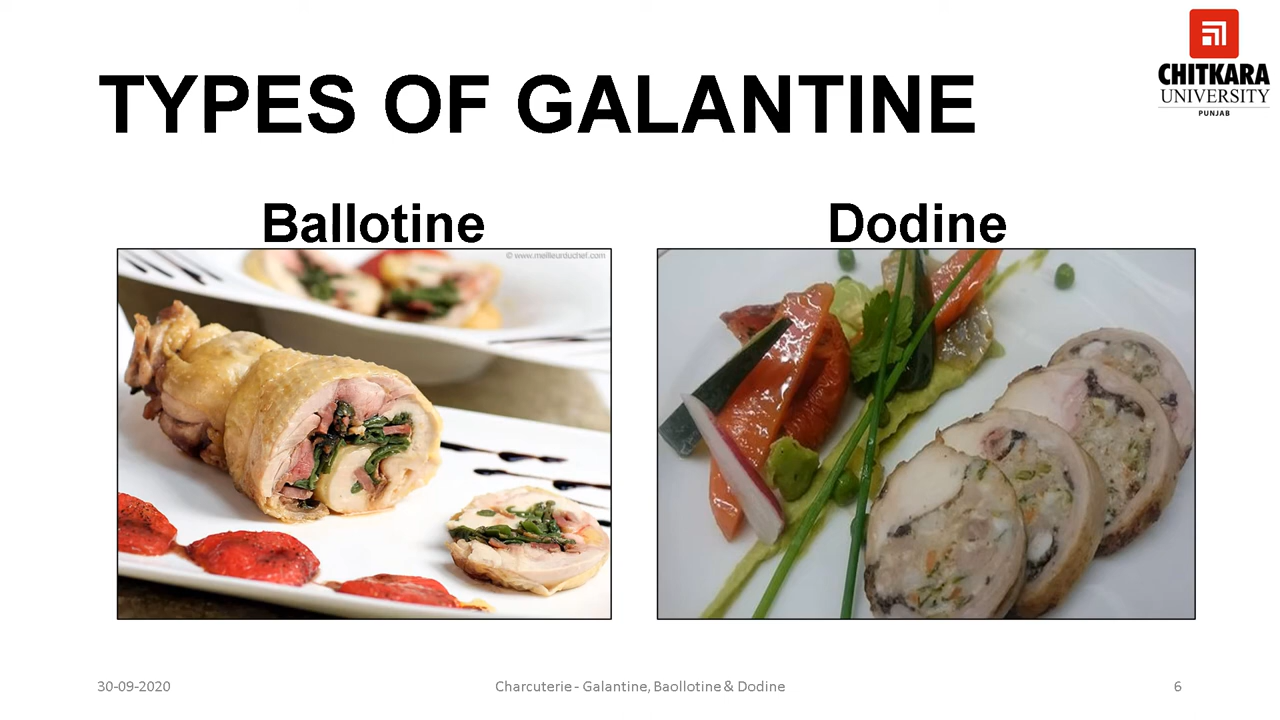 CHITKARA
UNIVERSITY
PUNJAB
TYPES OF GALANTINE
Ballotine
Dodine
© www.meilleurduchef.com
30-09-2020
Charcuterie - Galantine, Baollotine & Dodine
6